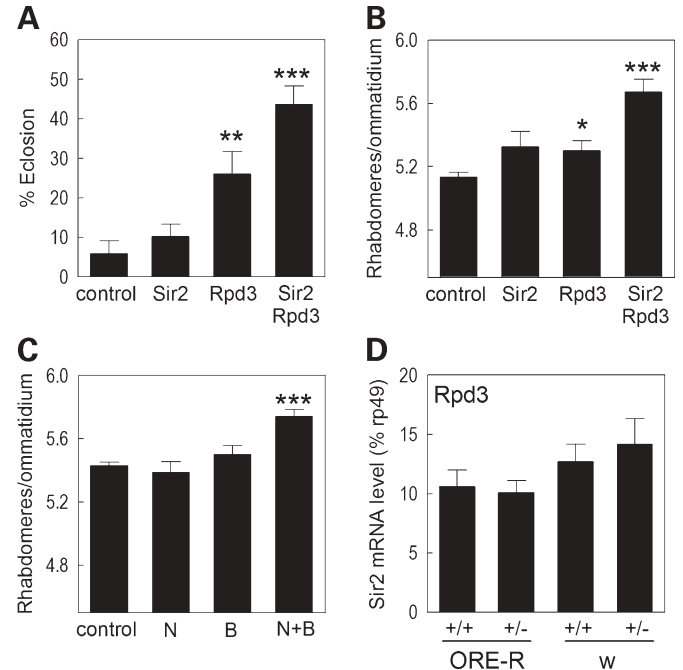 A
% Eclosion
60
50
40
30
20
10
0
**
***
control Sir2 Rpd3 Sir2
Rpd3
B
Rhabdomeres/ommatidium
6.0
5.6
5.2
4.8
*
***
control Sir2 Rpd3 Sir2
Rpd3
C
Rhabdomeres/ommatidium
6.0
5.6
5.2
4.8
***
control N B N+B
D
Sir2 mRNA level (% rp49)
20
15
10
5
0
Rpd3
+/+ +/- +/+ +/-
ORE-R w